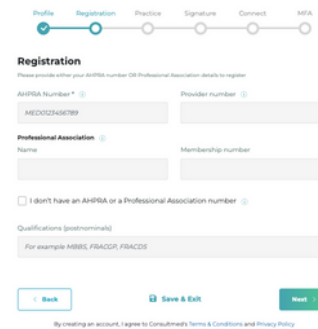 Profile Registration Practice Signature Connect MFA
Registration
Please provide either your AHPRA number OR Professional Association details to register
AHPRA Number * Provider number
MED0123456789
Professional Association
Name Membership number
I don't have an AHPRA or a Professional Association number
Qualifications (postnominals)
For example MBBS, FRACGP, FRACDS
< Back Save & Exit Next >
By creating an account, I agree to Consultmed's Terms & Conditions and Privacy Policy